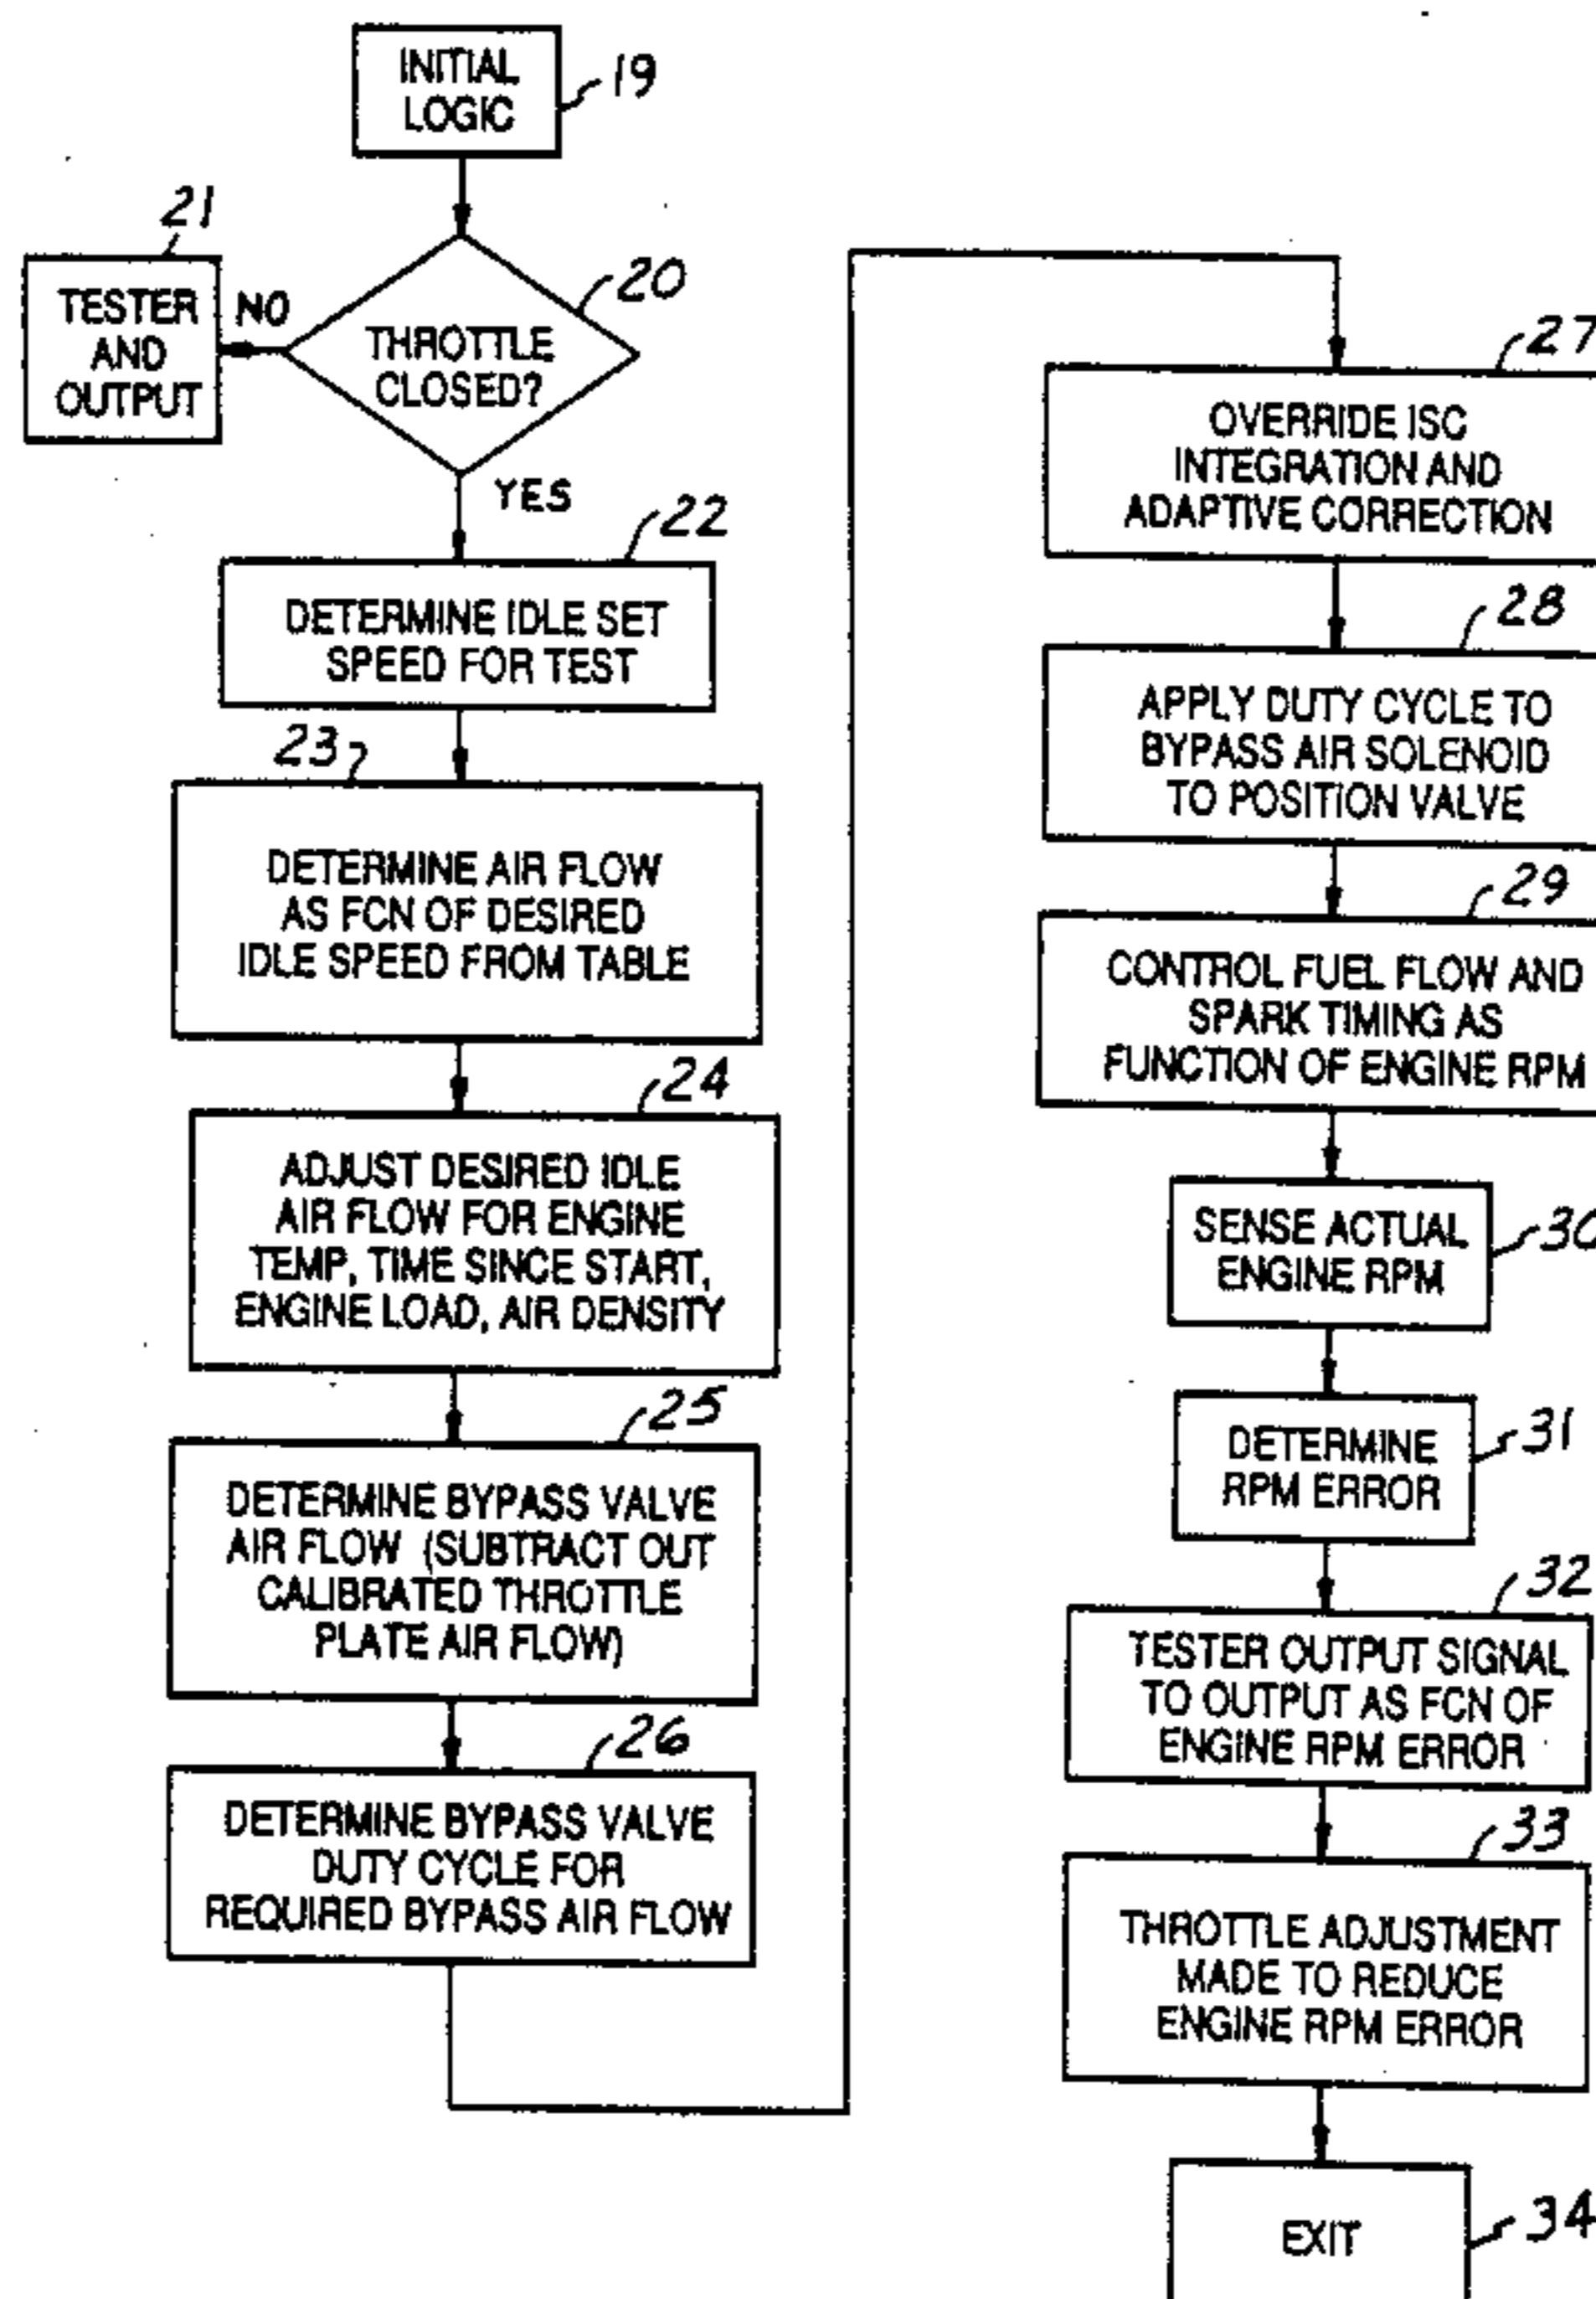 INITIAL
LOGIC
19
20
THROTTLE
CLOSED?
21
NO
TESTER
AND
OUTPUT
YES
22
DETERMINE IDLE SET
SPEED FOR TEST
23
DETERMINE AIR FLOW
AS FCN OF DESIRED
IDLE SPEED FROM TABLE
24
ADJUST DESIRED IDLE
AIR FLOW FOR ENGINE
TEMP, TIME SINCE START,
ENGINE LOAD, AIR DENSITY
25
DETERMINE BYPASS VALVE
AIR FLOW (SUBTRACT OUT
CALIBRATED THROTTLE
PLATE AIR FLOW)
26
DETERMINE BYPASS VALVE
DUTY CYCLE FOR
REQUIRED BYPASS AIR FLOW
27
OVERRIDE ISC
INTEGRATION AND
ADAPTIVE CORRECTION
28
APPLY DUTY CYCLE TO
BYPASS AIR SOLENOID
TO POSITION VALVE
29
CONTROL FUEL FLOW AND
SPARK TIMING AS
FUNCTION OF ENGINE RPM
30
SENSE ACTUAL
ENGINE RPM
31
DETERMINE
RPM ERROR
32
TESTER OUTPUT SIGNAL
TO OUTPUT AS FCN OF
ENGINE RPM ERROR
33
THROTTLE ADJUSTMENT
MADE TO REDUCE
ENGINE RPM ERROR
34
EXIT